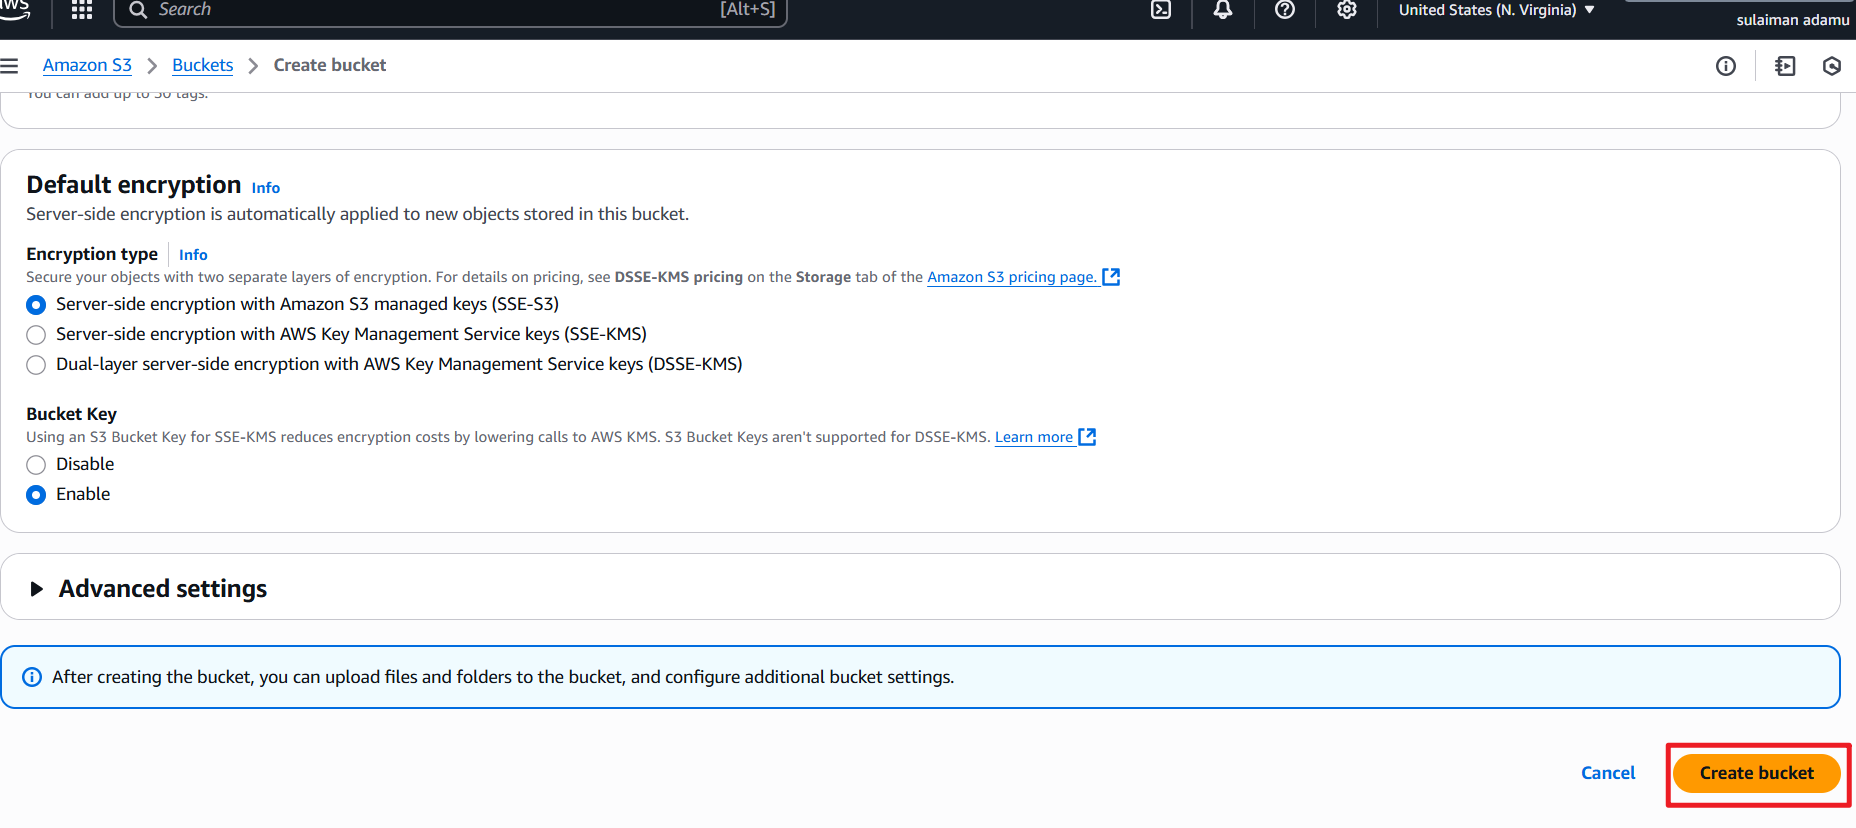 aws
Search [Alt+S]
United States (N. Virginia) ▼
sulaiman adamu
Amazon S3 > Buckets > Create bucket
You can add up to 50 tags.
Default encryption Info
Server-side encryption is automatically applied to new objects stored in this bucket.
Encryption type Info
Secure your objects with two separate layers of encryption. For details on pricing, see DSSE-KMS pricing on the Storage tab of the Amazon S3 pricing page.
Server-side encryption with Amazon S3 managed keys (SSE-S3)
Server-side encryption with AWS Key Management Service keys (SSE-KMS)
Dual-layer server-side encryption with AWS Key Management Service keys (DSSE-KMS)
Bucket Key
Using an S3 Bucket Key for SSE-KMS reduces encryption costs by lowering calls to AWS KMS. S3 Bucket Keys aren't supported for DSSE-KMS. Learn more
Disable
Enable
Advanced settings
After creating the bucket, you can upload files and folders to the bucket, and configure additional bucket settings.
Cancel
Create bucket